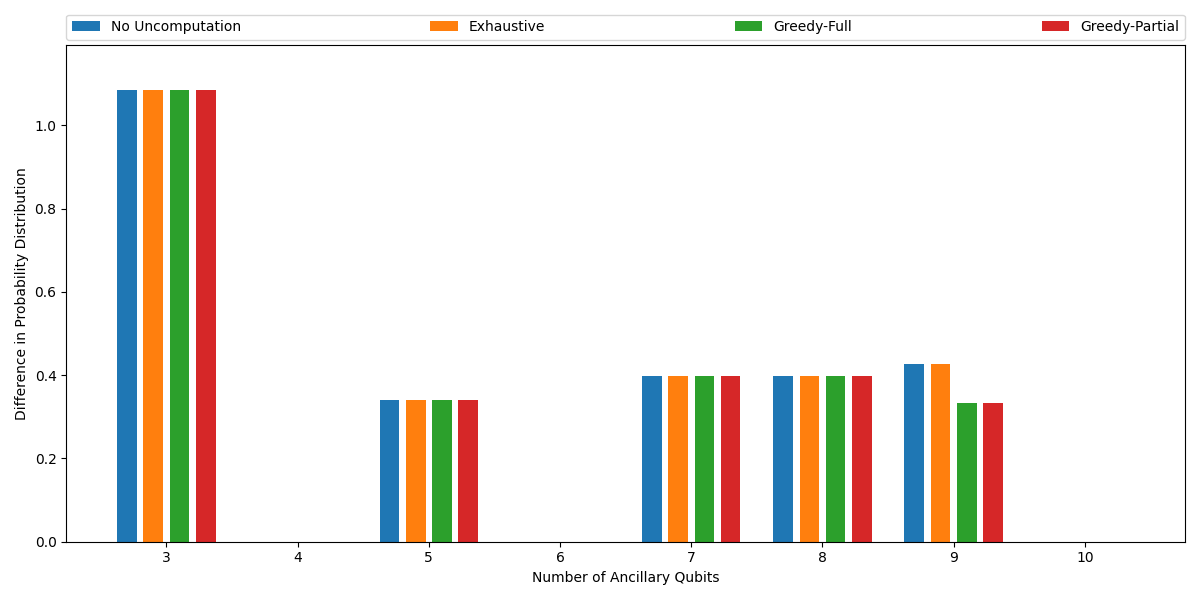 No Uncomputation Exhaustive Greedy-Full Greedy-Partial
Difference in Probability Distribution
1.0
0.8
0.6
0.4
0.2
0.0
3 4 5 6 7 8 9 10
Number of Ancillary Qubits